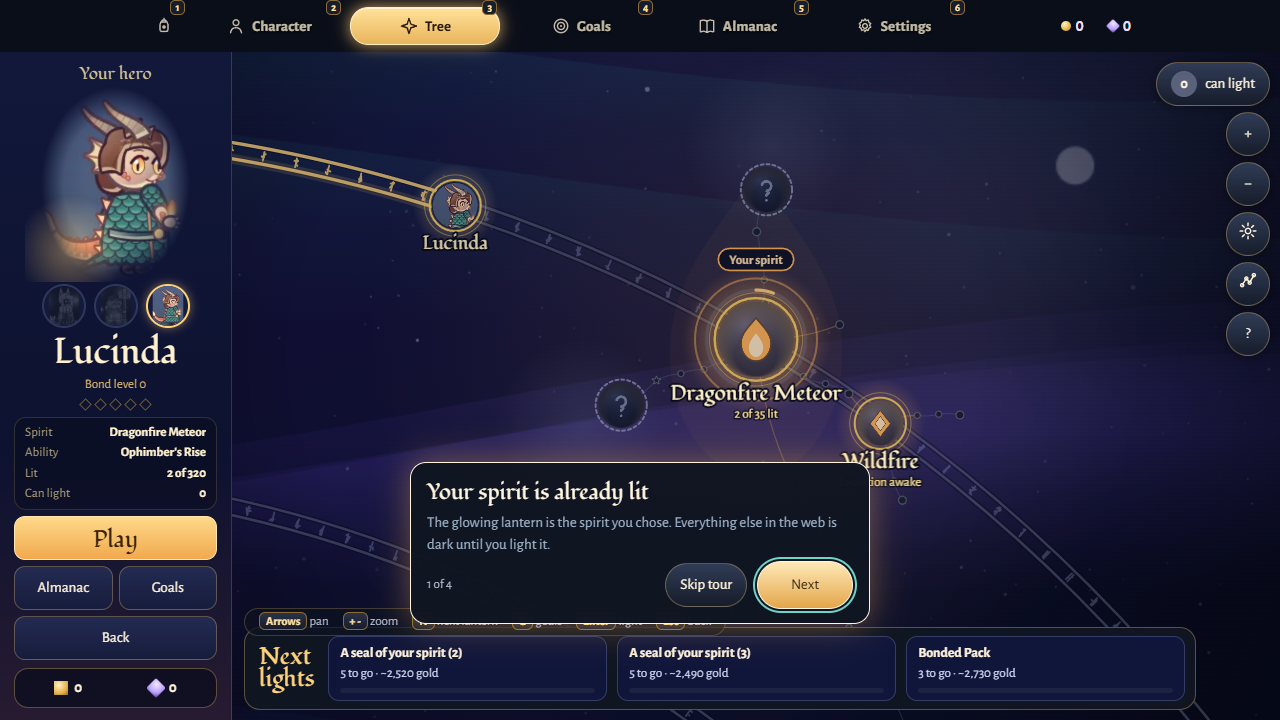 1
2
Character
3
Tree
4
Goals
5
Almanac
6
Settings
0
0
Your hero
Lucinda
Bond level 0
Spirit Dragonfire Meteor
Ability Ophimber's Rise
Lit 2 of 320
Can light 0
Play
Almanac Goals
Back
0 0
0 can light
+
−
?
Lucinda
?
Your spirit
Dragonfire Meteor
2 of 35 lit
?
Wildfire
tion awake
Your spirit is already lit
The glowing lantern is the spirit you chose. Everything else in the web is
dark until you light it.
1 of 4
Skip tour
Next
Arrows pan + - zoom
Next
lights
A seal of your spirit (2)
5 to go · ~2,520 gold
A seal of your spirit (3)
5 to go · ~2,490 gold
Bonded Pack
3 to go · ~2,730 gold